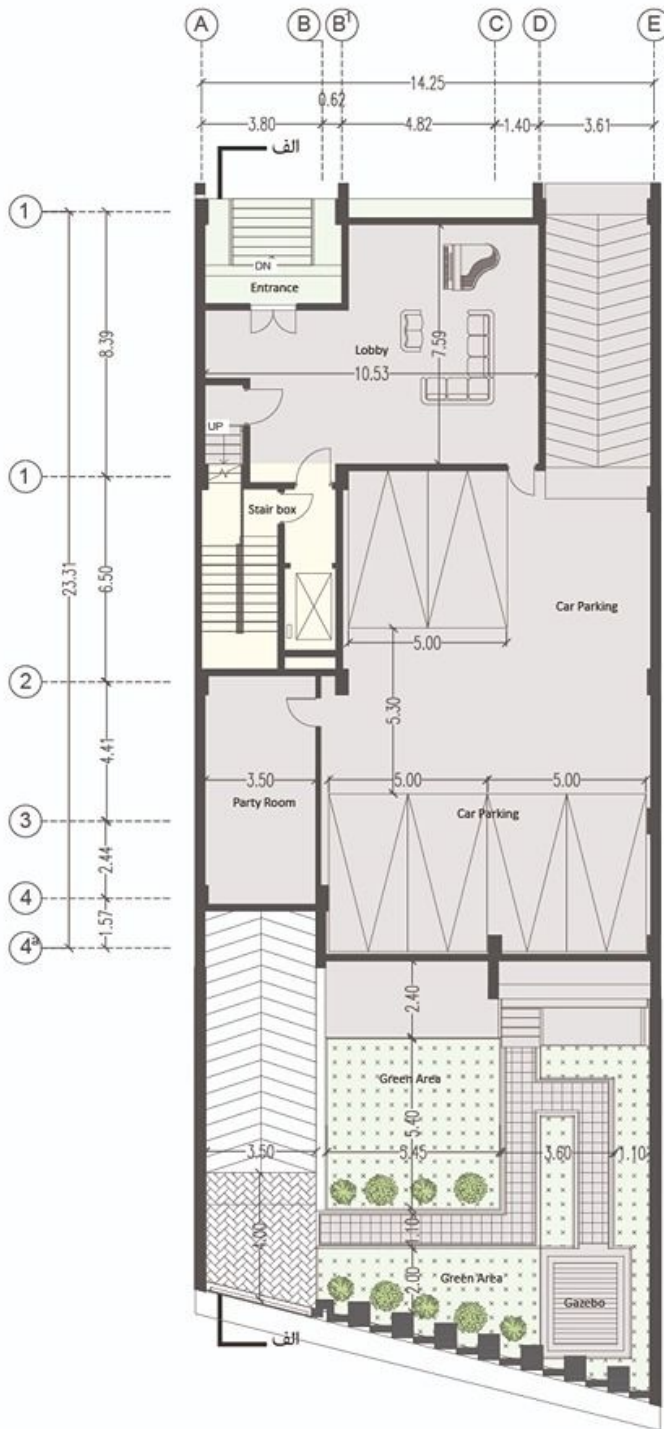 A B B¹ C D E
14.25
0.62
3.80 4.82 1.40 3.61
الف
1
DN
Entrance
8.39
Lobby
7.59
10.53
UP
1
Stair box
23.31
6.50
Car Parking
5.00
2
5.30
4.41
3.50
5.00 5.00
Party Room
Car Parking
3
2.44
4
1.57
4ª
2.40
Green Area
5.40
3.50 5.45 3.60 1.10
4.00
1.10
2.00
Green Area
Gazebo
الف